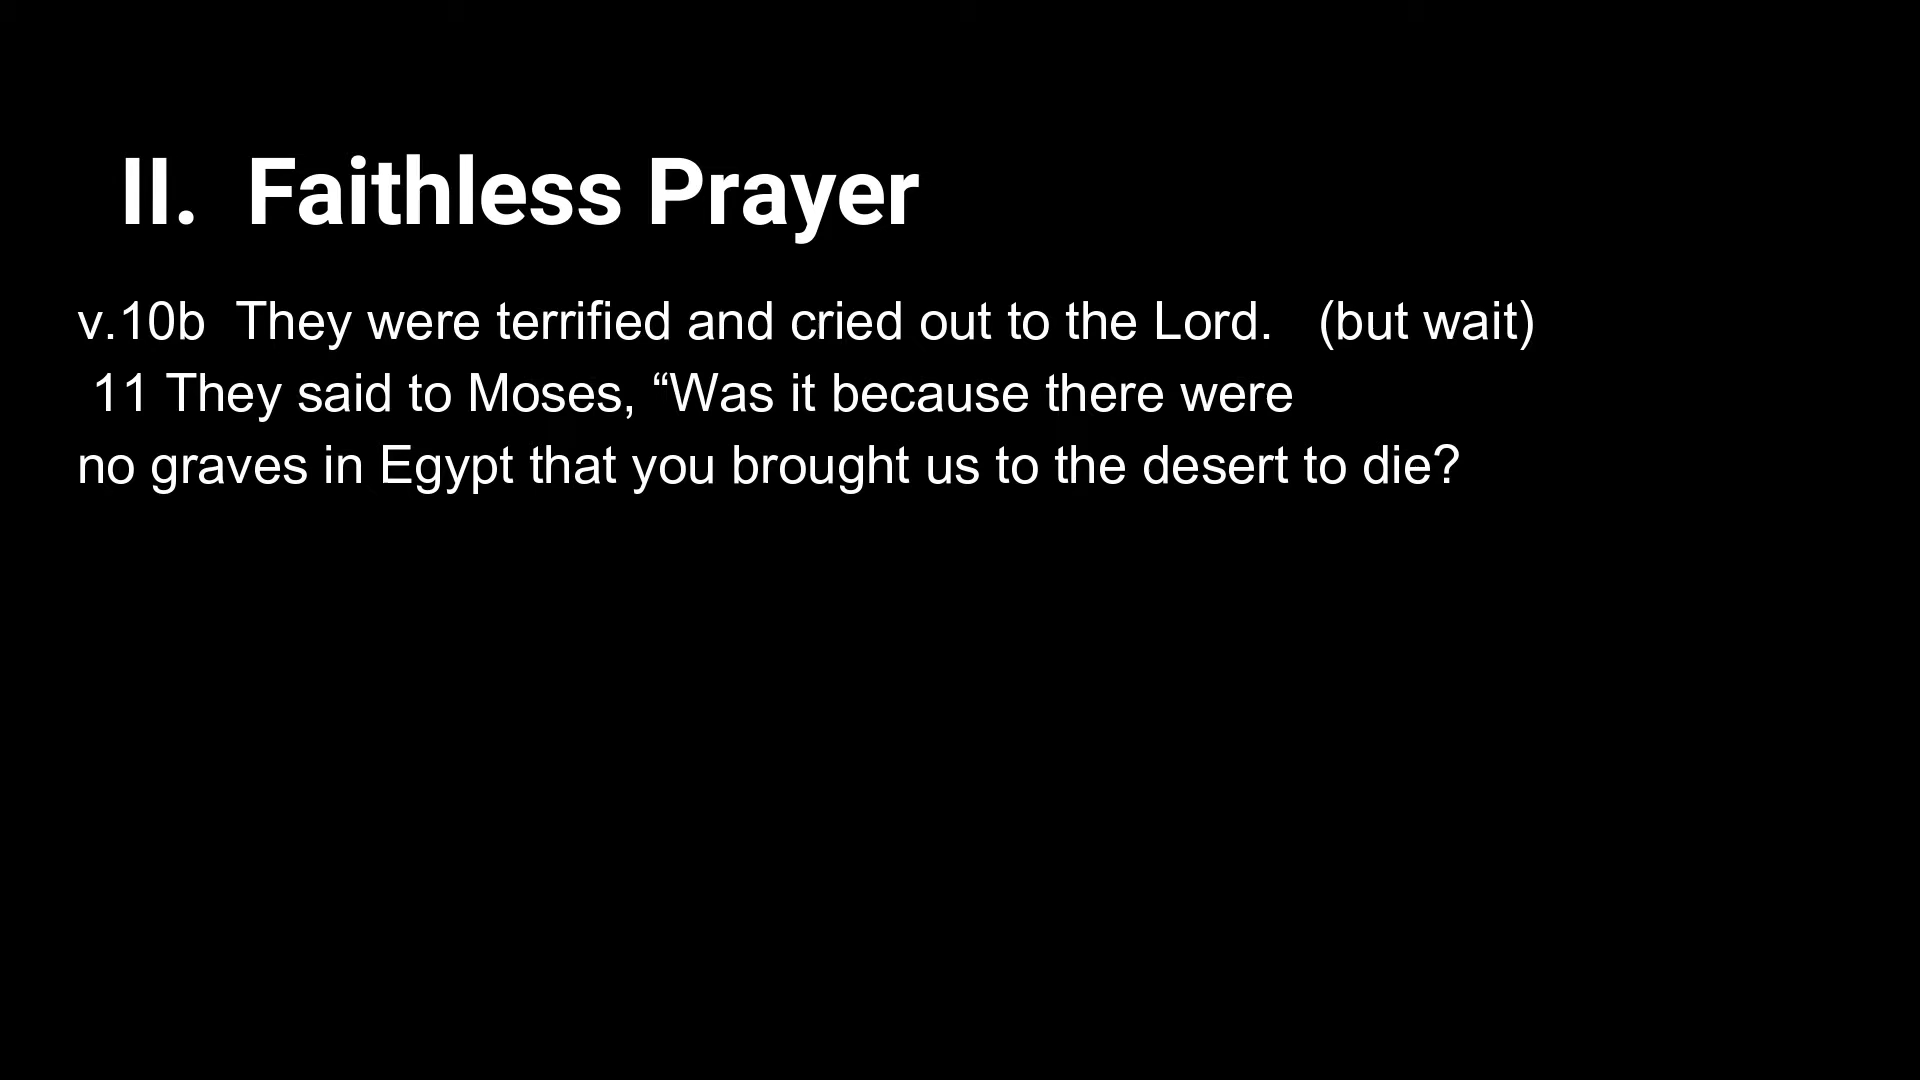 II.  Faithless Prayer
v.10b  They were terrified and cried out to the Lord.   (but wait)
11 They said to Moses, “Was it because there were
no graves in Egypt that you brought us to the desert to die?